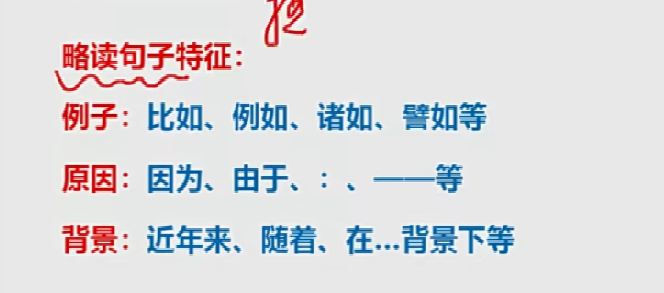 略读句子特征：
例子：比如、例如、诸如、譬如等
原因：因为、由于、：、——等
背景：近年来、随着、在…背景下等